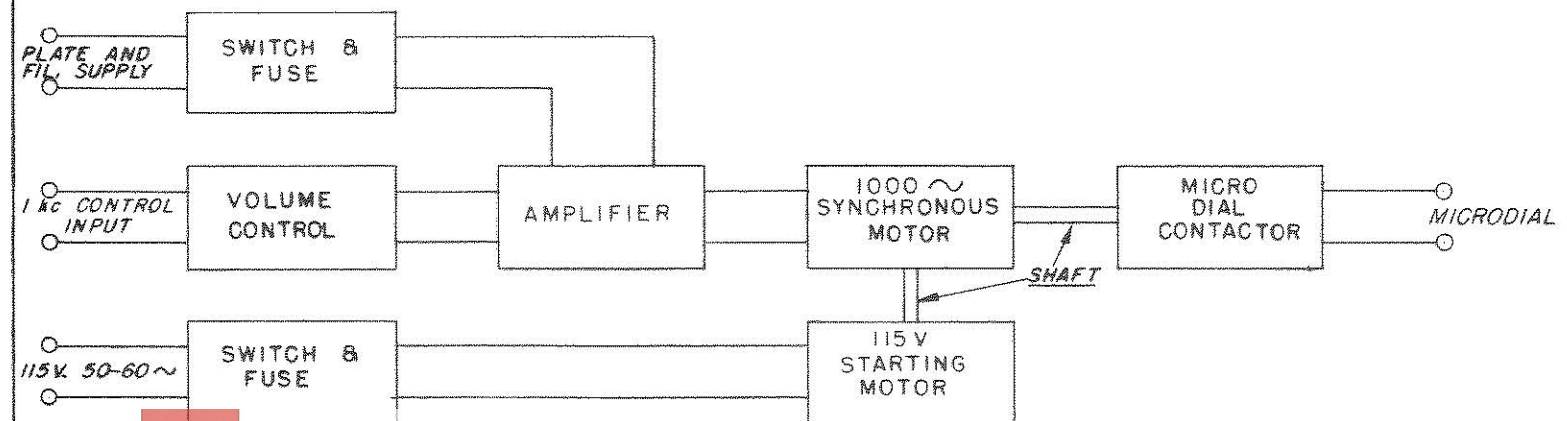 PLATE AND
FIL. SUPPLY
SWITCH &
FUSE
1 KC CONTROL
INPUT
VOLUME
CONTROL
AMPLIFIER
1000 ~
SYNCHRONOUS
MOTOR
SHAFT
MICRO
DIAL
CONTACTOR
MICRODIAL
115V. 50-60~
SWITCH &
FUSE
115 V
STARTING
MOTOR